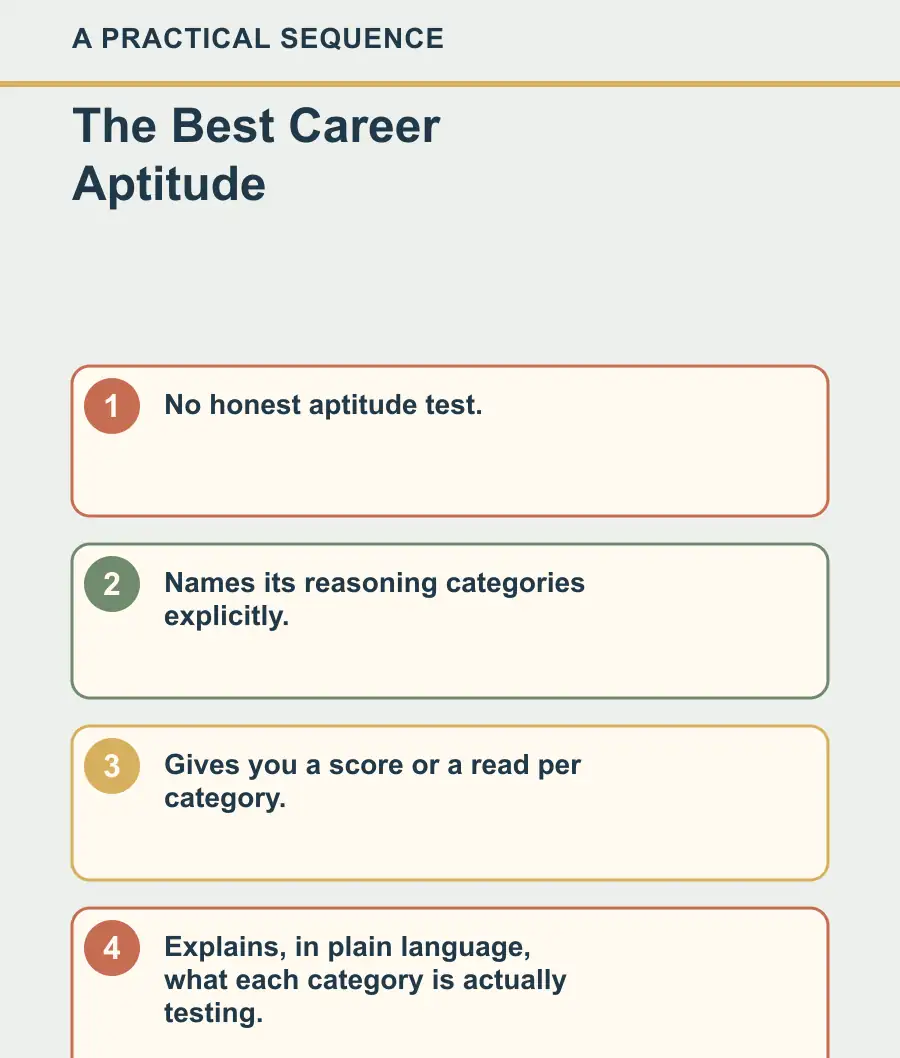 A PRACTICAL SEQUENCE
The Best Career
Aptitude
1
No honest aptitude test.
2
Names its reasoning categories
explicitly.
3
Gives you a score or a read per
category.
4
Explains, in plain language,
what each category is actually
testing.